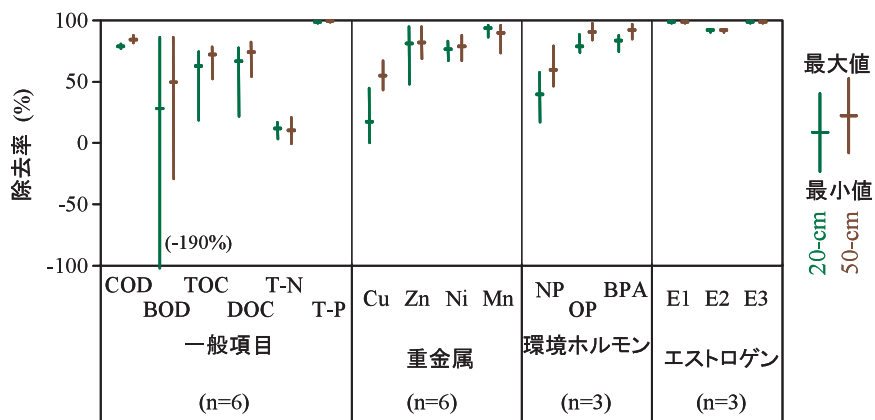 除去率 (%)
100
50
0
-50
-100
(-190%)
COD
BOD
TOC
DOC
T-N
T-P
一般項目
(n=6)
Cu
Zn
Ni
Mn
重金属
(n=6)
NP
OP
BPA
環境ホルモン
(n=3)
E1
E2
E3
エストロゲン
(n=3)
最大値
最小値
20-cm
50-cm